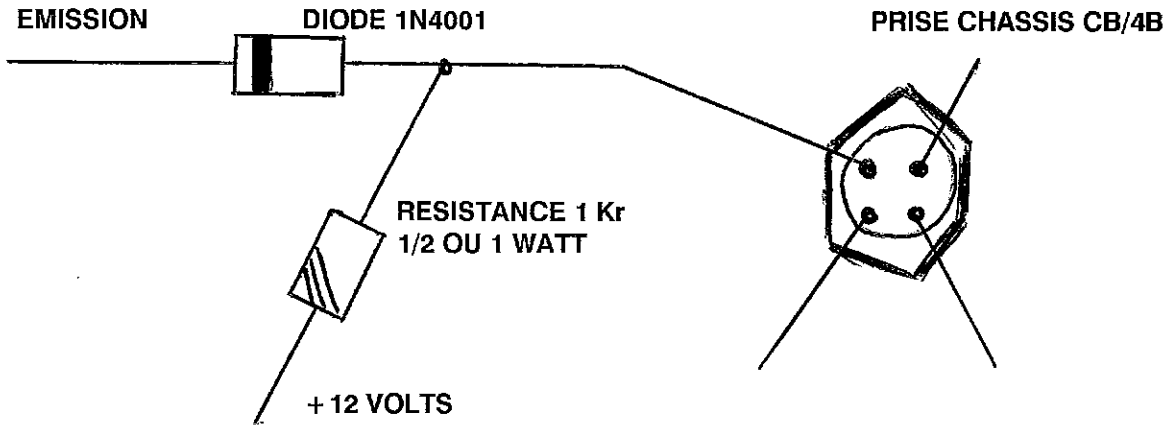 EMISSION
DIODE 1N4001
PRISE CHASSIS CB/4B
RESISTANCE 1 Kr
1/2 OU 1 WATT
+ 12 VOLTS